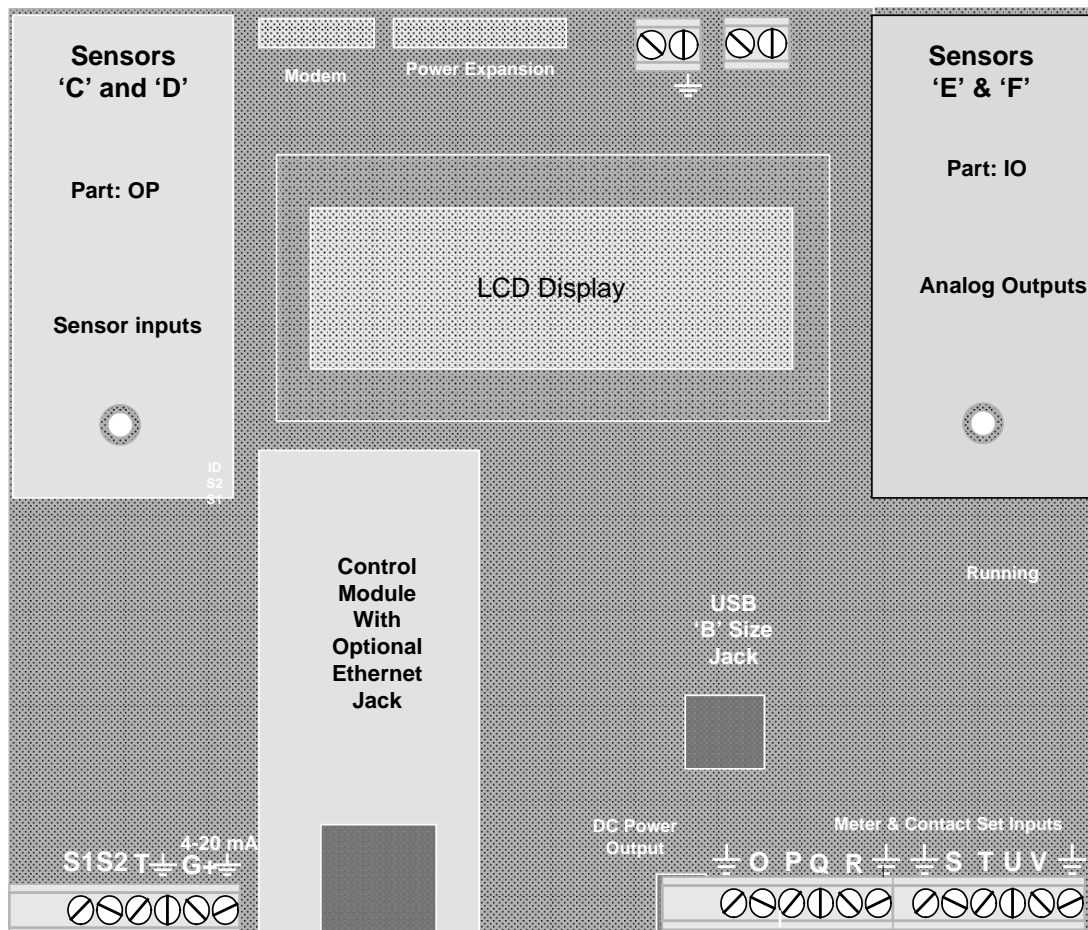 Sensors
‘C’ and ‘D’
Part: OP
Sensor inputs
ID
S2
S1
Modem
Power Expansion
Sensors
‘E’ & ‘F’
Part: IO
Analog Outputs
LCD Display
Control
Module
With
Optional
Ethernet
Jack
Running
USB
‘B’ Size
Jack
4-20 mA
S1 S2 T G+
DC Power
Output
Meter & Contact Set Inputs
O P Q R S T U V